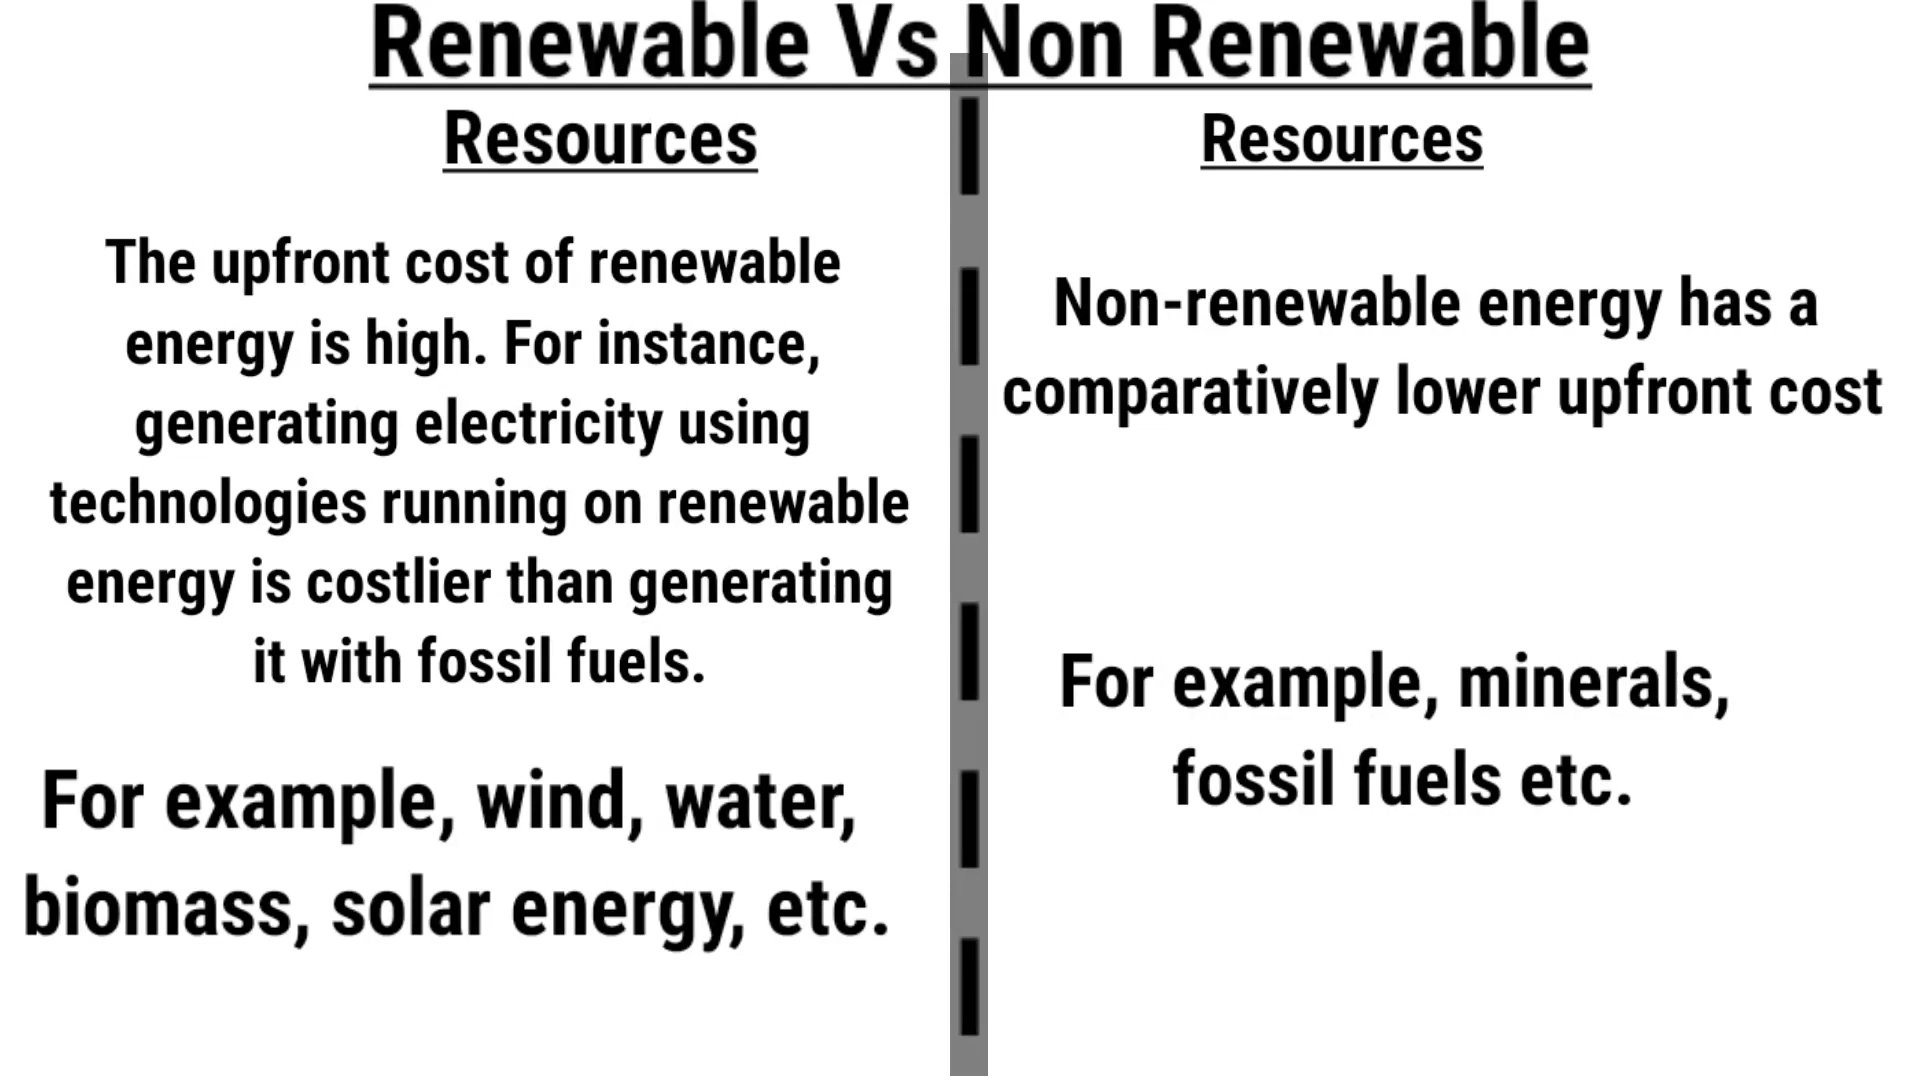 Renewable Vs Non Renewable
Resources
The upfront cost of renewable
energy is high. For instance,
generating electricity using
technologies running on renewable
energy is costlier than generating
it with fossil fuels.
For example, wind, water,
biomass, solar energy, etc.
Resources
Non-renewable energy has a
comparatively lower upfront cost
For example, minerals,
fossil fuels etc.